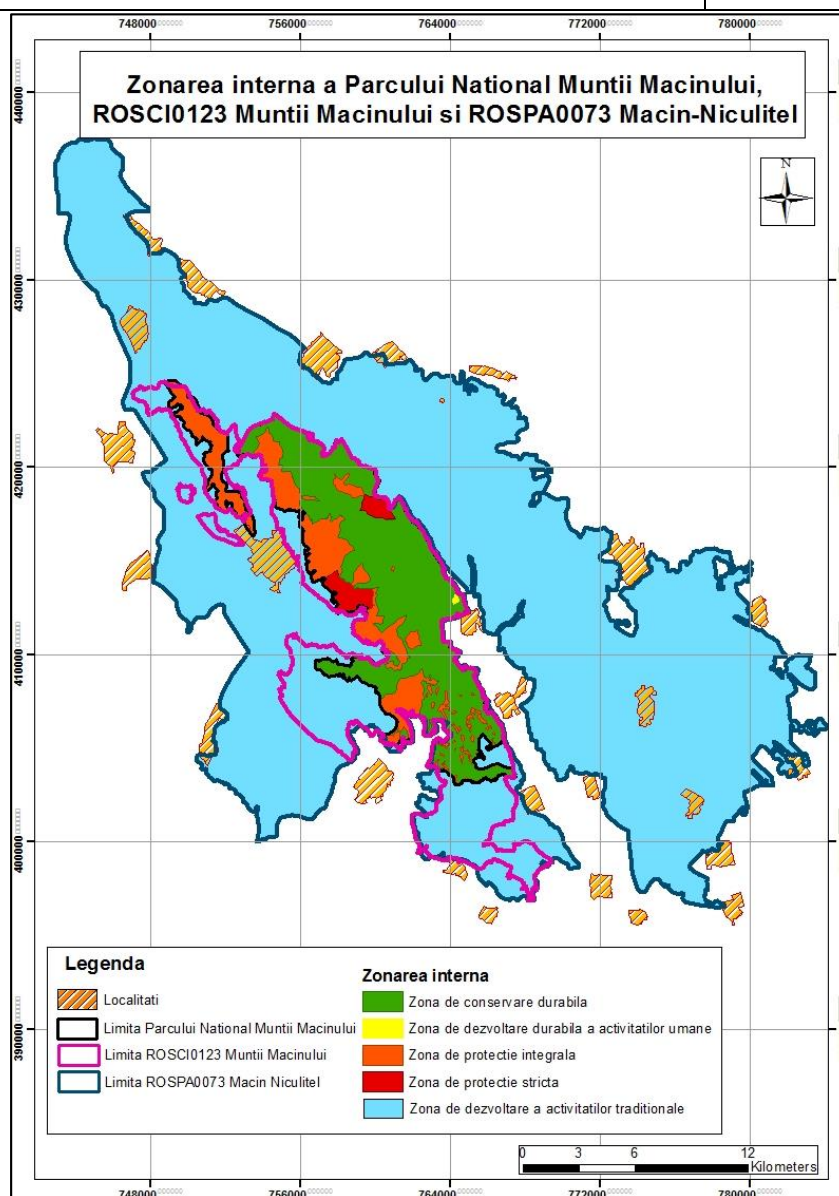 748000 756000 764000 772000 780000
Zonarea interna a Parcului National Muntii Macinului,
ROSCI0123 Muntii Macinului si ROSPA0073 Macin-Niculitel
N
440000
430000
420000
410000
400000
390000
Legenda
Localitati
Limita Parcului National Muntii Macinului
Limita ROSCI0123 Muntii Macinului
Limita ROSPA0073 Macin Niculitel
Zonarea interna
Zona de conservare durabila
Zona de dezvoltare durabila a activitatilor umane
Zona de protectie integrala
Zona de protectie stricta
Zona de dezvoltare a activitatilor traditionale
0 3 6 12
Kilometers
748000 756000 764000 772000 780000